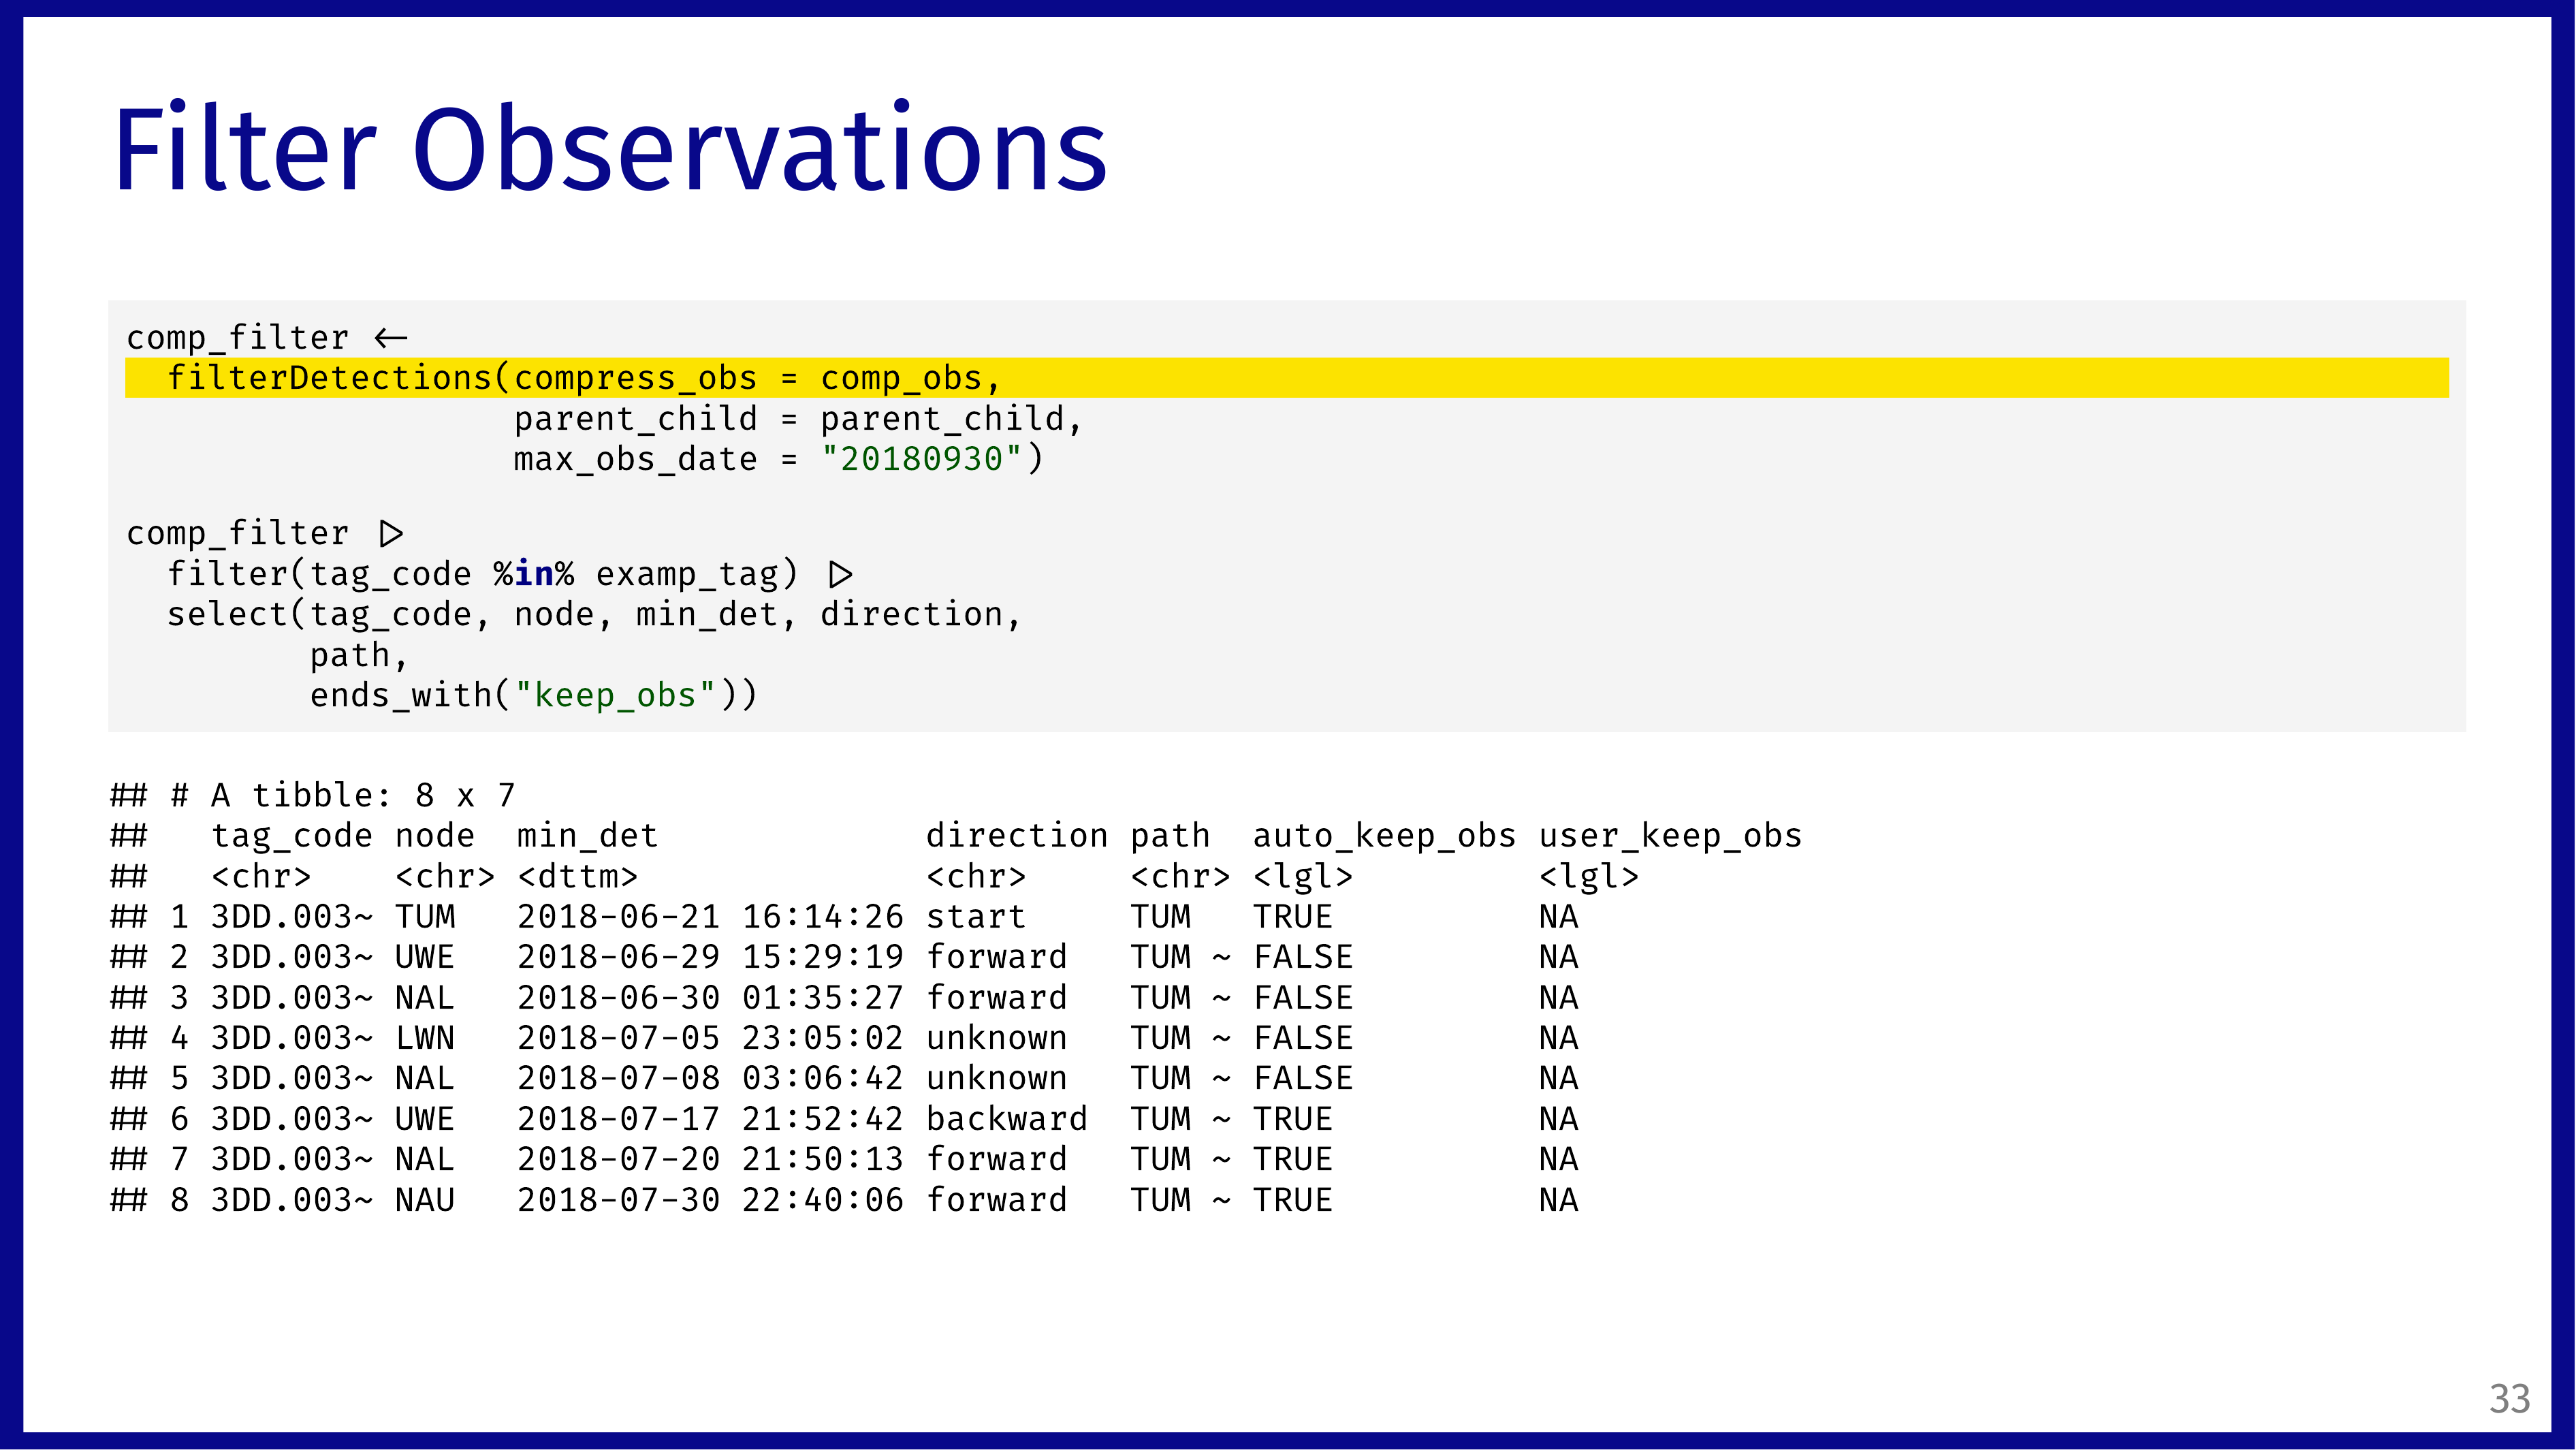 Filter Observations
comp_filter <-
  filterDetections(compress_obs = comp_obs,
                   parent_child = parent_child,
                   max_obs_date = "20180930")
comp_filter |>
  filter(tag_code %in% examp_tag) |>
  select(tag_code, node, min_det, direction,
         path,
         ends_with("keep_obs"))
## # A tibble: 8 x 7
##   tag_code node  min_det             direction path  auto_keep_obs user_keep_obs
##   <chr>    <chr> <dttm>              <chr>     <chr> <lgl>         <lgl>
## 1 3DD.003~ TUM   2018-06-21 16:14:26 start     TUM   TRUE          NA
## 2 3DD.003~ UWE   2018-06-29 15:29:19 forward   TUM ~ FALSE         NA
## 3 3DD.003~ NAL   2018-06-30 01:35:27 forward   TUM ~ FALSE         NA
## 4 3DD.003~ LWN   2018-07-05 23:05:02 unknown   TUM ~ FALSE         NA
## 5 3DD.003~ NAL   2018-07-08 03:06:42 unknown   TUM ~ FALSE         NA
## 6 3DD.003~ UWE   2018-07-17 21:52:42 backward  TUM ~ TRUE          NA
## 7 3DD.003~ NAL   2018-07-20 21:50:13 forward   TUM ~ TRUE          NA
## 8 3DD.003~ NAU   2018-07-30 22:40:06 forward   TUM ~ TRUE          NA
33